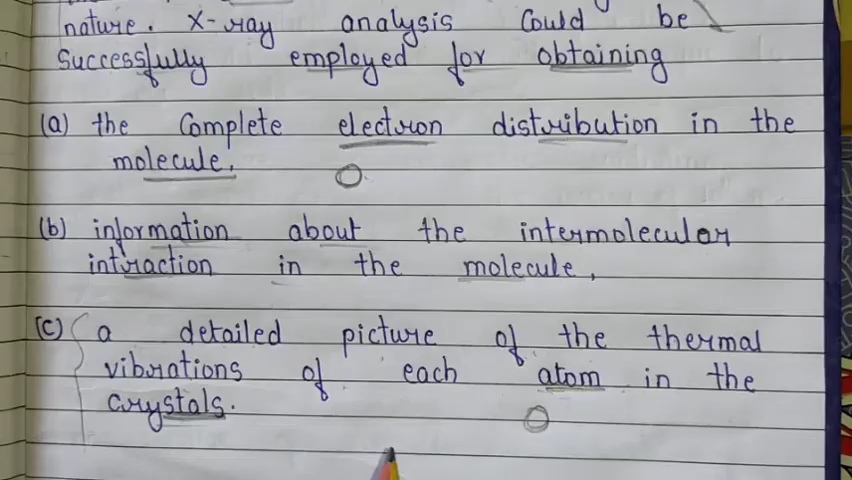 nature. X-ray analysis could be
successfully employed for obtaining
(a) the complete electron distribution in the
molecule.
(b) information about the intermolecular
intraction in the molecule,
(c) a detailed picture of the thermal
vibrations of each atom in the
crystals.